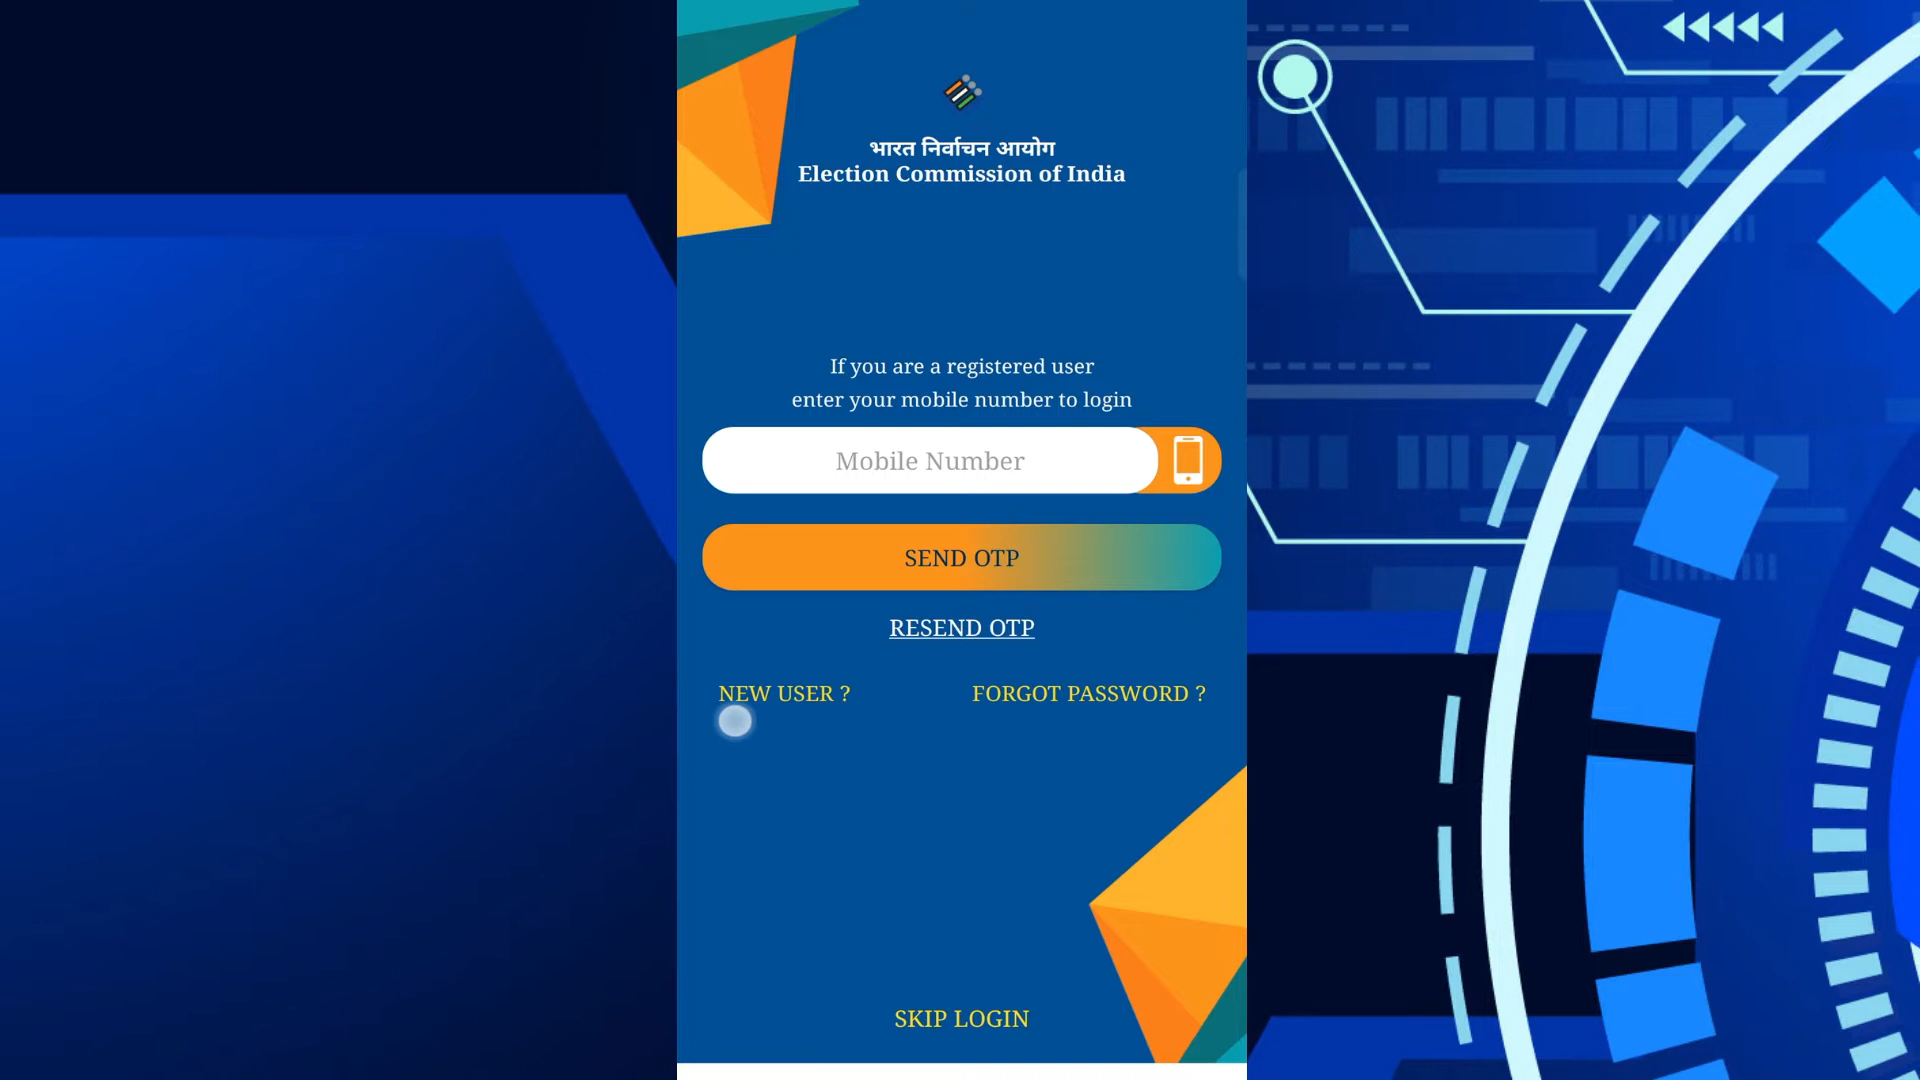 भारत निर्वाचन आयोग
Election Commission of India
If you are a registered user
enter your mobile number to login
Mobile Number
SEND OTP
RESEND OTP
NEW USER ?
FORGOT PASSWORD ?
SKIP LOGIN